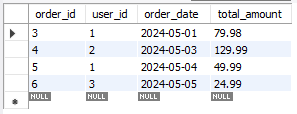 order_id user_id order_date total_amount
3 1 2024-05-01 79.98
4 2 2024-05-03 129.99
5 1 2024-05-04 49.99
6 3 2024-05-05 24.99
NULL NULL NULL NULL